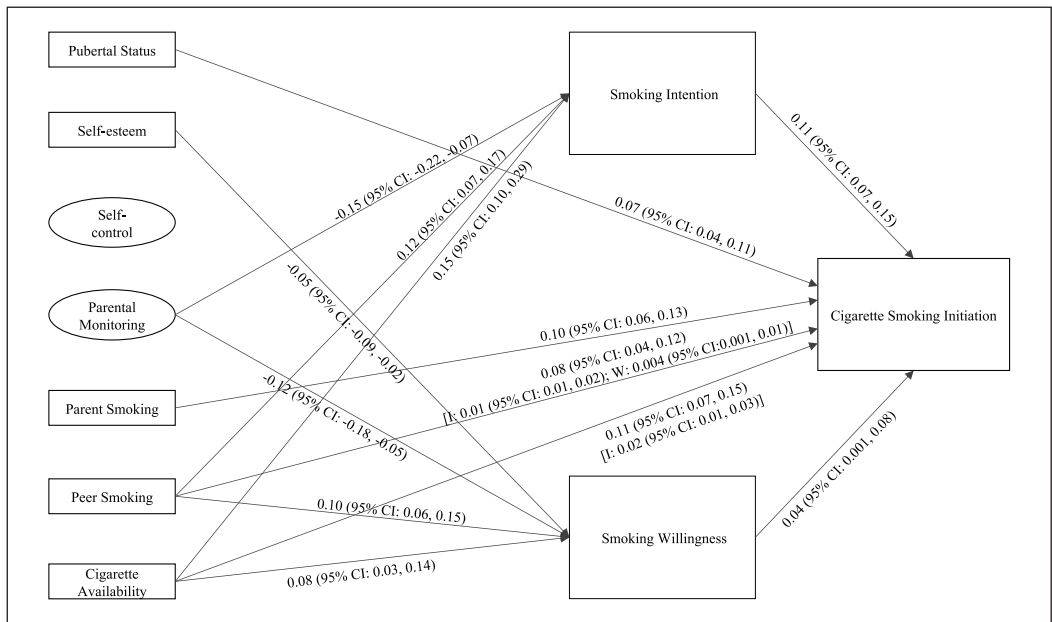 Pubertal Status
Self-esteem
Self-
control
Parental
Monitoring
Parent Smoking
Peer Smoking
Cigarette
Availability
Smoking Intention
Smoking Willingness
Cigarette Smoking Initiation
-0.15 (95% CI: -0.22, -0.07)
0.12 (95% CI: 0.07, 0.17)
0.15 (95% CI: 0.10, 0.29)
0.11 (95% CI: 0.07, 0.15)
0.07 (95% CI: 0.04, 0.11)
-0.05 (95% CI: -0.09, -0.02)
0.10 (95% CI: 0.06, 0.13)
0.08 (95% CI: 0.04, 0.12)
[I: 0.01 (95% CI: 0.01, 0.02); W: 0.004 (95% CI:0.001, 0.01)]
-0.12 (95% CI: -0.18, -0.05)
0.11 (95% CI: 0.07, 0.15)
[I: 0.02 (95% CI: 0.01, 0.03)]
0.10 (95% CI: 0.06, 0.15)
0.08 (95% CI: 0.03, 0.14)
0.04 (95% CI: 0.001, 0.08)